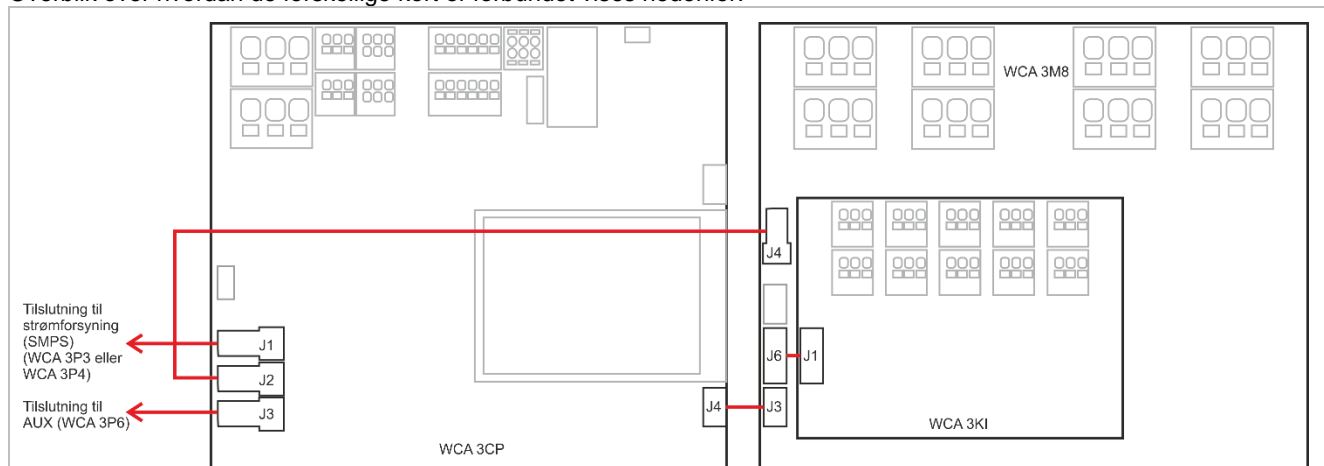 WCA 3M8
J4
Tilslutning til
strømforsyning
(SMPS)
(WCA 3P3 eller
WCA 3P4)
J1
J2
J6
J1
Tilslutning til
AUX (WCA 3P6)
J3
J4
J3
WCA 3CP
WCA 3KI